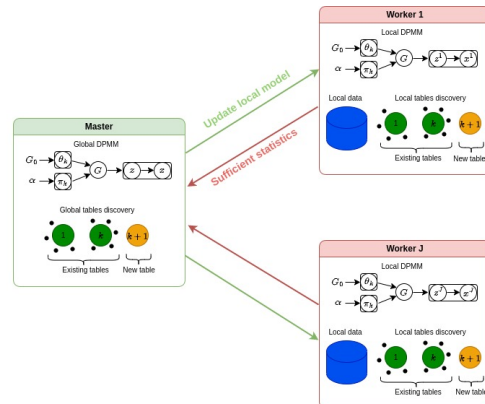 Worker 1
Local DPMM
G₀ θₖ
α πₖ G z¹ x¹
Local data Local tables discovery
1 k k+1
Existing tables New table
Update local model
Sufficient statistics
Master
Global DPMM
G₀ θₖ
α πₖ G z x
Global tables discovery
1 k k+1
Existing tables New table
Worker J
Local DPMM
G₀ θₖ
α πₖ G zᴶ xᴶ
Local data Local tables discovery
1 k k+1
Existing tables New table